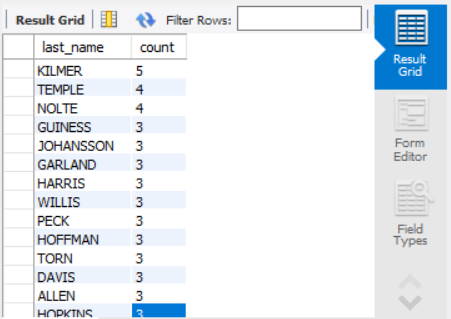 Result Grid Filter Rows:
last_name count
KILMER 5
TEMPLE 4
NOLTE 4
GUINESS 3
JOHANSSON 3
GARLAND 3
HARRIS 3
WILLIS 3
PECK 3
HOFFMAN 3
TORN 3
DAVIS 3
ALLEN 3
HOPKINS 3
Result
Grid
Form
Editor
Field
Types